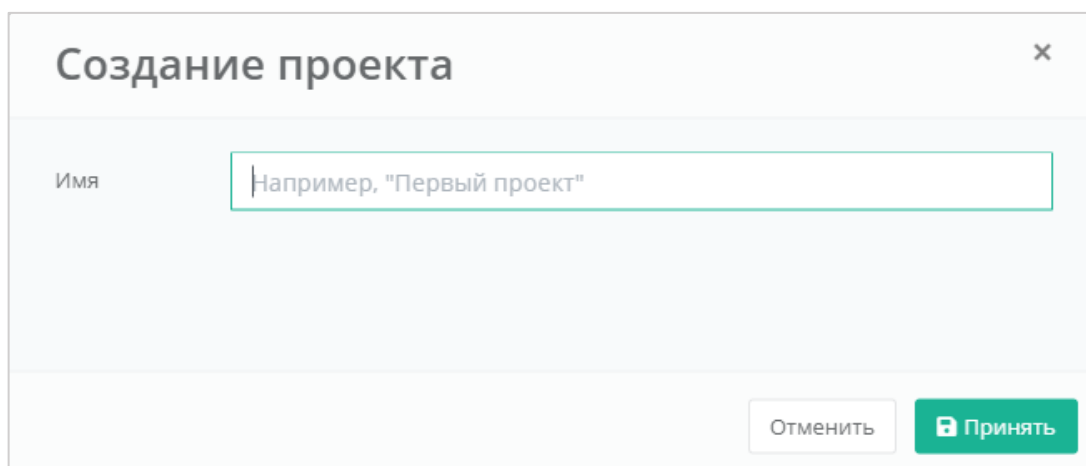 Создание проекта
×
Имя
Например, "Первый проект"
Отменить
Принять